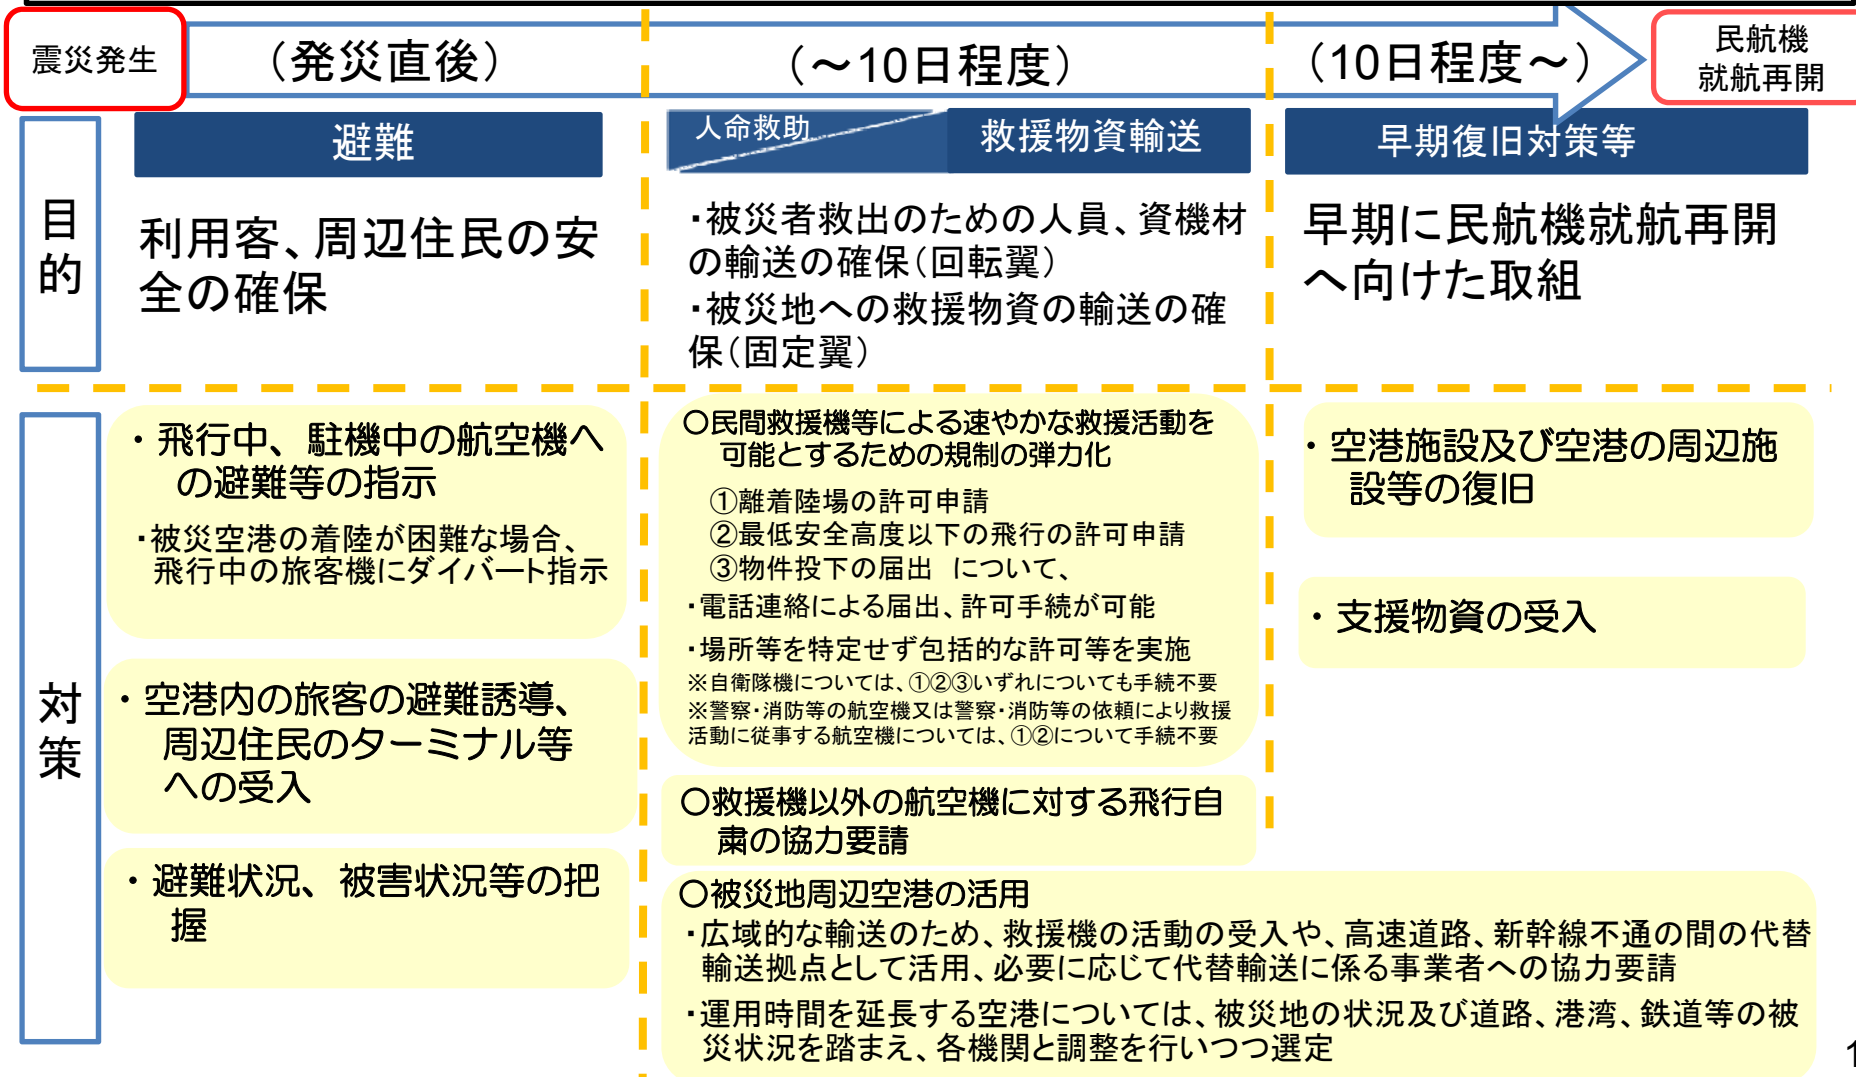 震災発生
(発災直後)
(～10日程度)
(10日程度～)
民航機
就航再開
目的
避難
人命救助
救援物資輸送
早期復旧対策等
利用客、周辺住民の安
全の確保
・被災者救出のための人員、資機材
の輸送の確保(回転翼)
・被災地への救援物資の輸送の確
保(固定翼)
早期に民航機就航再開
へ向けた取組
対策
・飛行中、駐機中の航空機へ
の避難等の指示
・被災空港の着陸が困難な場合、
飛行中の旅客機にダイバート指示
・空港内の旅客の避難誘導、
周辺住民のターミナル等
への受入
・避難状況、被害状況等の把
握
〇民間救援機等による速やかな救援活動を
可能とするための規制の弾力化
①離着陸場の許可申請
②最低安全高度以下の飛行の許可申請
③物件投下の届出 について、
・電話連絡による届出、許可手続が可能
・場所等を特定せず包括的な許可等を実施
※自衛隊機については、①②③いずれについても手続不要
※警察・消防等の航空機又は警察・消防等の依頼により救援
活動に従事する航空機については、①②について手続不要
〇救援機以外の航空機に対する飛行自
粛の協力要請
〇被災地周辺空港の活用
・広域的な輸送のため、救援機の活動の受入や、高速道路、新幹線不通の間の代替
輸送拠点として活用、必要に応じて代替輸送に係る事業者への協力要請
・運用時間を延長する空港については、被災地の状況及び道路、港湾、鉄道等の被
災状況を踏まえ、各機関と調整を行いつつ選定
・空港施設及び空港の周辺施
設等の復旧
・支援物資の受入
1